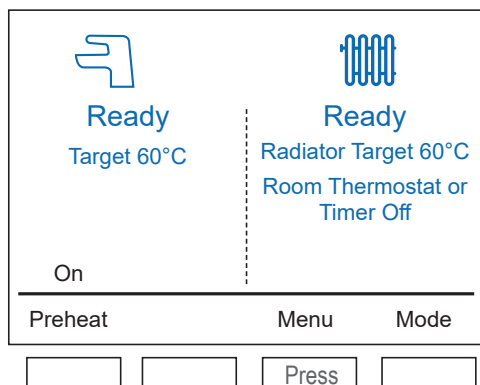 Ready
Target 60°C
Ready
Radiator Target 60°C
Room Thermostat or
Timer Off
On
Preheat
Menu
Mode
Press